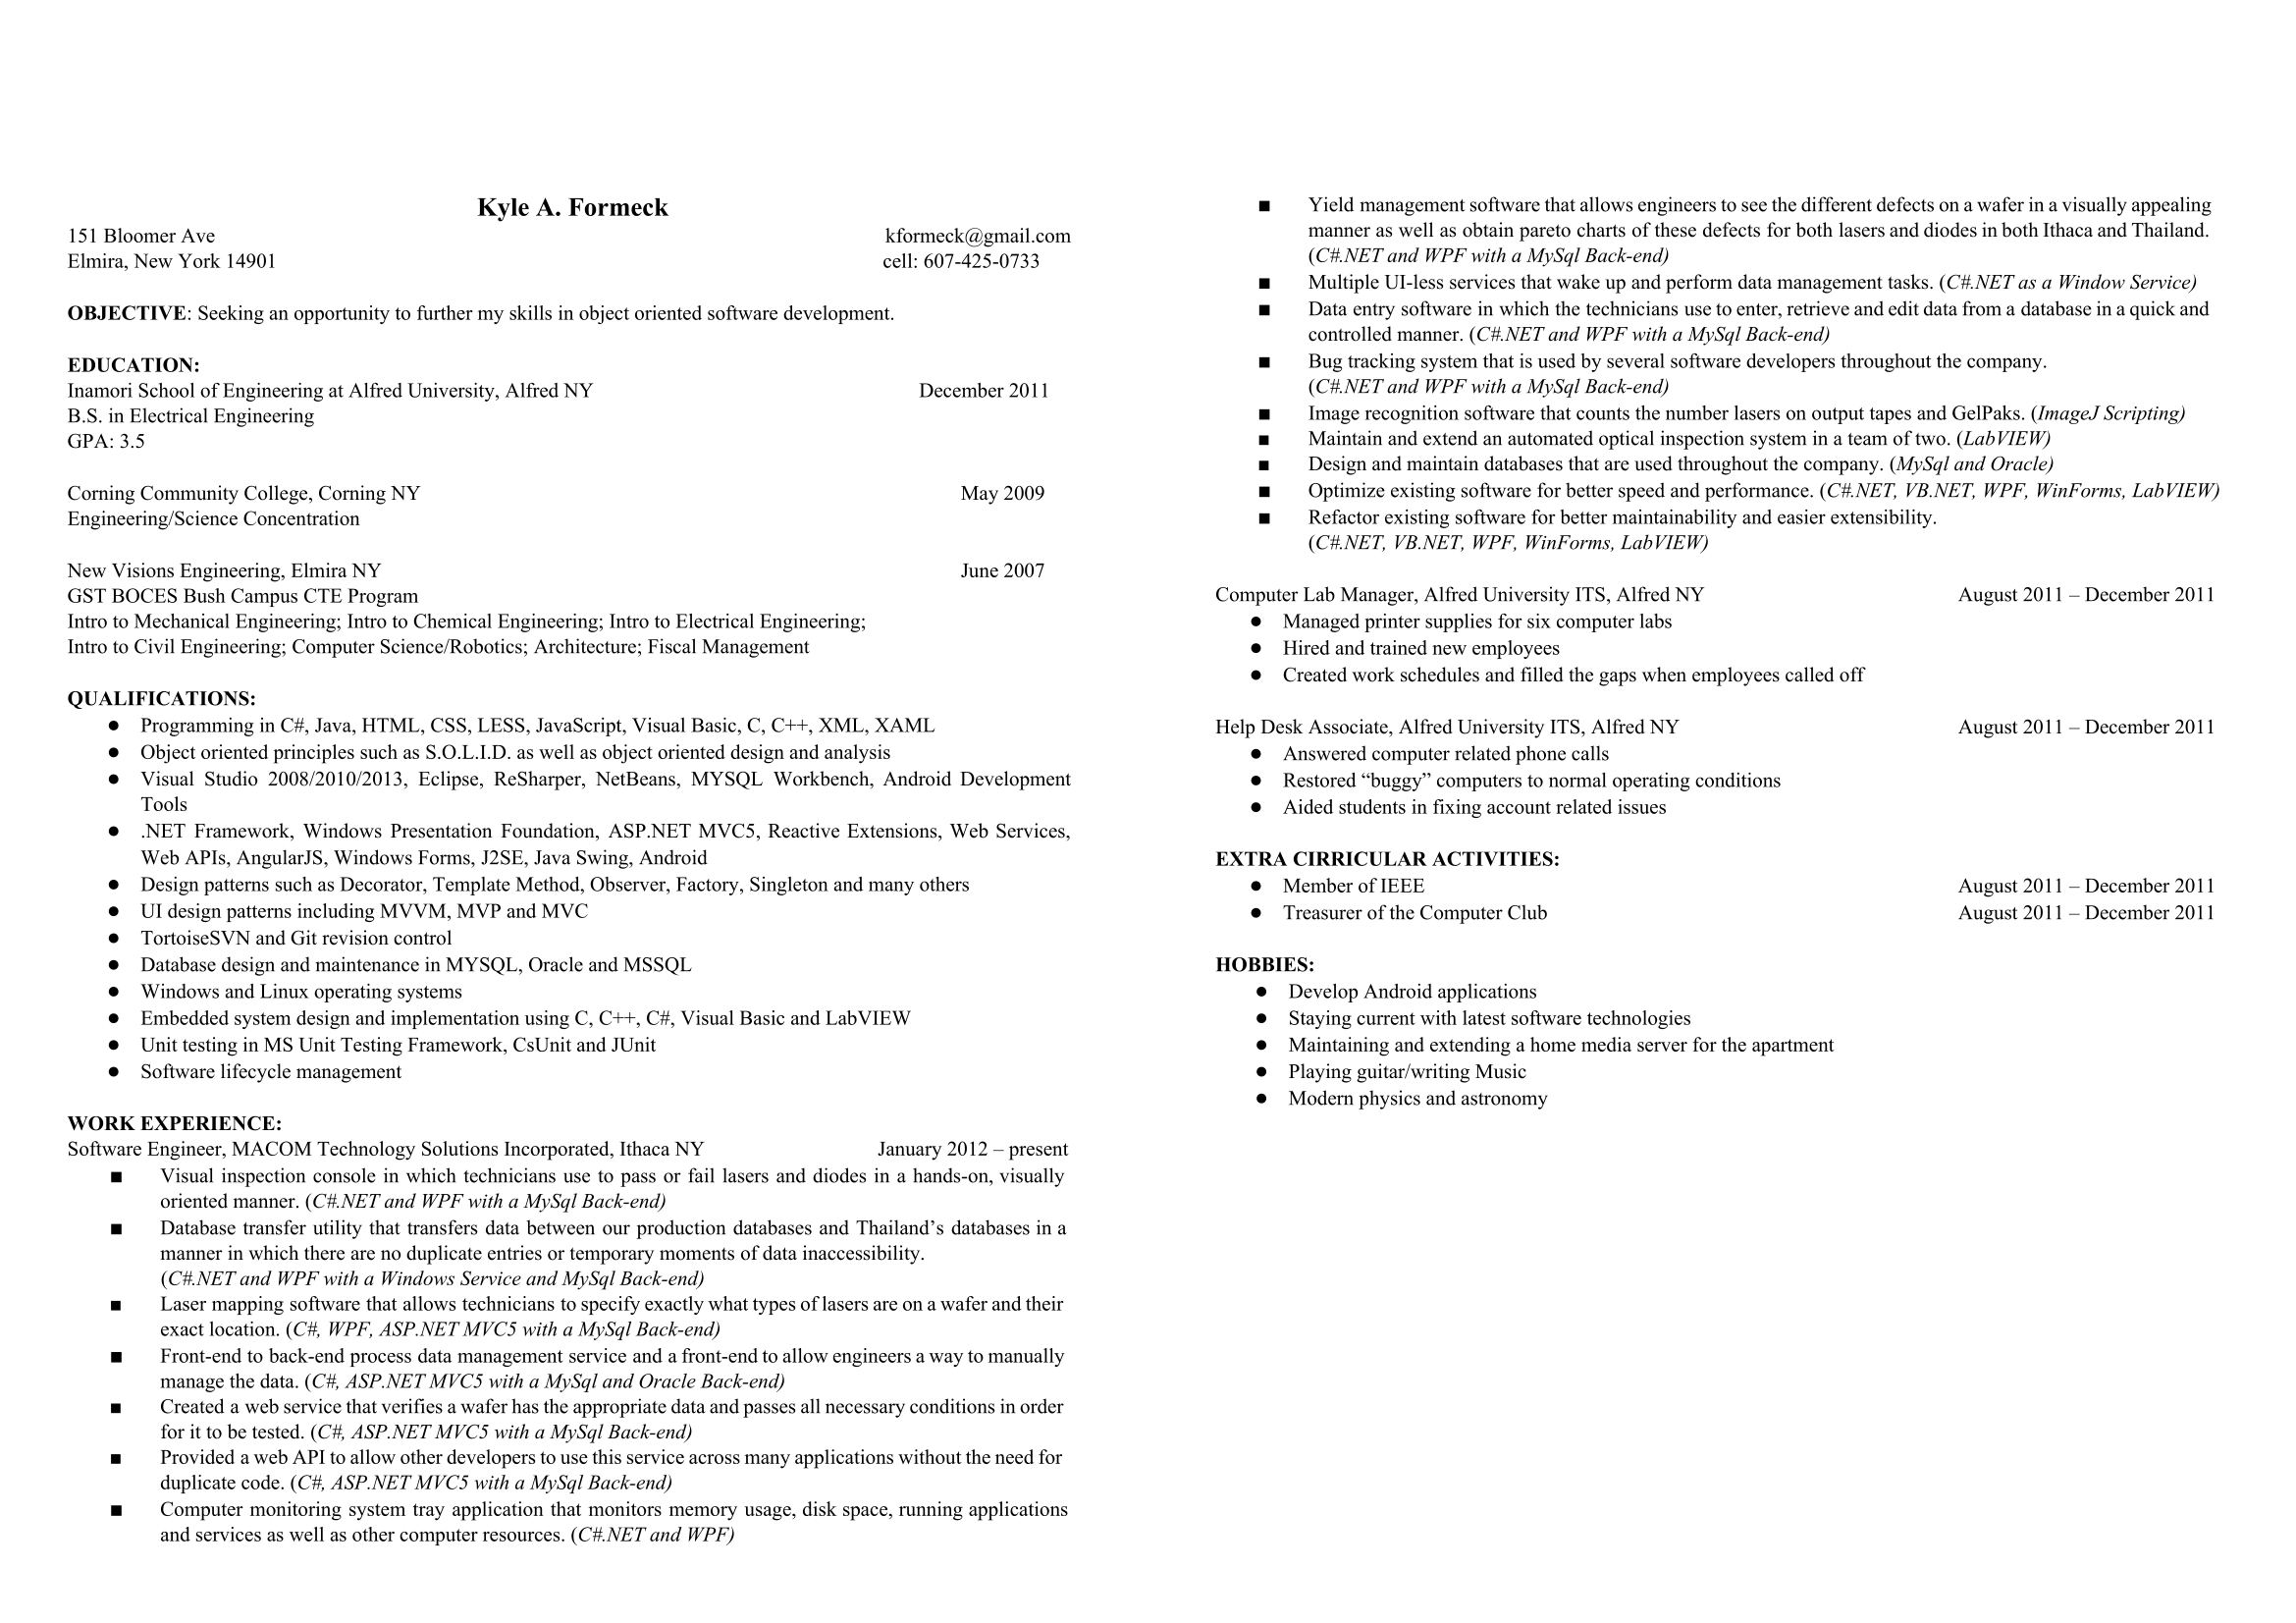 Kyle A. Formeck
151 Bloomer Ave kformeck@gmail.com
Elmira, New York 14901 cell: 607-425-0733
OBJECTIVE: Seeking an opportunity to further my skills in object oriented software development.
EDUCATION:
Inamori School of Engineering at Alfred University, Alfred NY December 2011
B.S. in Electrical Engineering
GPA: 3.5
Corning Community College, Corning NY May 2009
Engineering/Science Concentration
New Visions Engineering, Elmira NY June 2007
GST BOCES Bush Campus CTE Program
Intro to Mechanical Engineering; Intro to Chemical Engineering; Intro to Electrical Engineering;
Intro to Civil Engineering; Computer Science/Robotics; Architecture; Fiscal Management
QUALIFICATIONS:
● Programming in C#, Java, HTML, CSS, LESS, JavaScript, Visual Basic, C, C++, XML, XAML
● Object oriented principles such as S.O.L.I.D. as well as object oriented design and analysis
● Visual Studio 2008/2010/2013, Eclipse, ReSharper, NetBeans, MYSQL Workbench, Android Development
Tools
● .NET Framework, Windows Presentation Foundation, ASP.NET MVC5, Reactive Extensions, Web Services,
Web APIs, AngularJS, Windows Forms, J2SE, Java Swing, Android
● Design patterns such as Decorator, Template Method, Observer, Factory, Singleton and many others
● UI design patterns including MVVM, MVP and MVC
● TortoiseSVN and Git revision control
● Database design and maintenance in MYSQL, Oracle and MSSQL
● Windows and Linux operating systems
● Embedded system design and implementation using C, C++, C#, Visual Basic and LabVIEW
● Unit testing in MS Unit Testing Framework, CsUnit and JUnit
● Software lifecycle management
WORK EXPERIENCE:
Software Engineer, MACOM Technology Solutions Incorporated, Ithaca NY January 2012 – present
■ Visual inspection console in which technicians use to pass or fail lasers and diodes in a hands-on, visually
oriented manner. (C#.NET and WPF with a MySql Back-end)
■ Database transfer utility that transfers data between our production databases and Thailand’s databases in a
manner in which there are no duplicate entries or temporary moments of data inaccessibility.
(C#.NET and WPF with a Windows Service and MySql Back-end)
■ Laser mapping software that allows technicians to specify exactly what types of lasers are on a wafer and their
exact location. (C#, WPF, ASP.NET MVC5 with a MySql Back-end)
■ Front-end to back-end process data management service and a front-end to allow engineers a way to manually
manage the data. (C#, ASP.NET MVC5 with a MySql and Oracle Back-end)
■ Created a web service that verifies a wafer has the appropriate data and passes all necessary conditions in order
for it to be tested. (C#, ASP.NET MVC5 with a MySql Back-end)
■ Provided a web API to allow other developers to use this service across many applications without the need for
duplicate code. (C#, ASP.NET MVC5 with a MySql Back-end)
■ Computer monitoring system tray application that monitors memory usage, disk space, running applications
and services as well as other computer resources. (C#.NET and WPF)
■ Yield management software that allows engineers to see the different defects on a wafer in a visually appealing
manner as well as obtain pareto charts of these defects for both lasers and diodes in both Ithaca and Thailand.
(C#.NET and WPF with a MySql Back-end)
■ Multiple UI-less services that wake up and perform data management tasks. (C#.NET as a Window Service)
■ Data entry software in which the technicians use to enter, retrieve and edit data from a database in a quick and
controlled manner. (C#.NET and WPF with a MySql Back-end)
■ Bug tracking system that is used by several software developers throughout the company.
(C#.NET and WPF with a MySql Back-end)
■ Image recognition software that counts the number lasers on output tapes and GelPaks. (ImageJ Scripting)
■ Maintain and extend an automated optical inspection system in a team of two. (LabVIEW)
■ Design and maintain databases that are used throughout the company. (MySql and Oracle)
■ Optimize existing software for better speed and performance. (C#.NET, VB.NET, WPF, WinForms, LabVIEW)
■ Refactor existing software for better maintainability and easier extensibility.
(C#.NET, VB.NET, WPF, WinForms, LabVIEW)
Computer Lab Manager, Alfred University ITS, Alfred NY August 2011 – December 2011
● Managed printer supplies for six computer labs
● Hired and trained new employees
● Created work schedules and filled the gaps when employees called off
Help Desk Associate, Alfred University ITS, Alfred NY August 2011 – December 2011
● Answered computer related phone calls
● Restored “buggy” computers to normal operating conditions
● Aided students in fixing account related issues
EXTRA CIRRICULAR ACTIVITIES:
● Member of IEEE August 2011 – December 2011
● Treasurer of the Computer Club August 2011 – December 2011
HOBBIES:
● Develop Android applications
● Staying current with latest software technologies
● Maintaining and extending a home media server for the apartment
● Playing guitar/writing Music
● Modern physics and astronomy